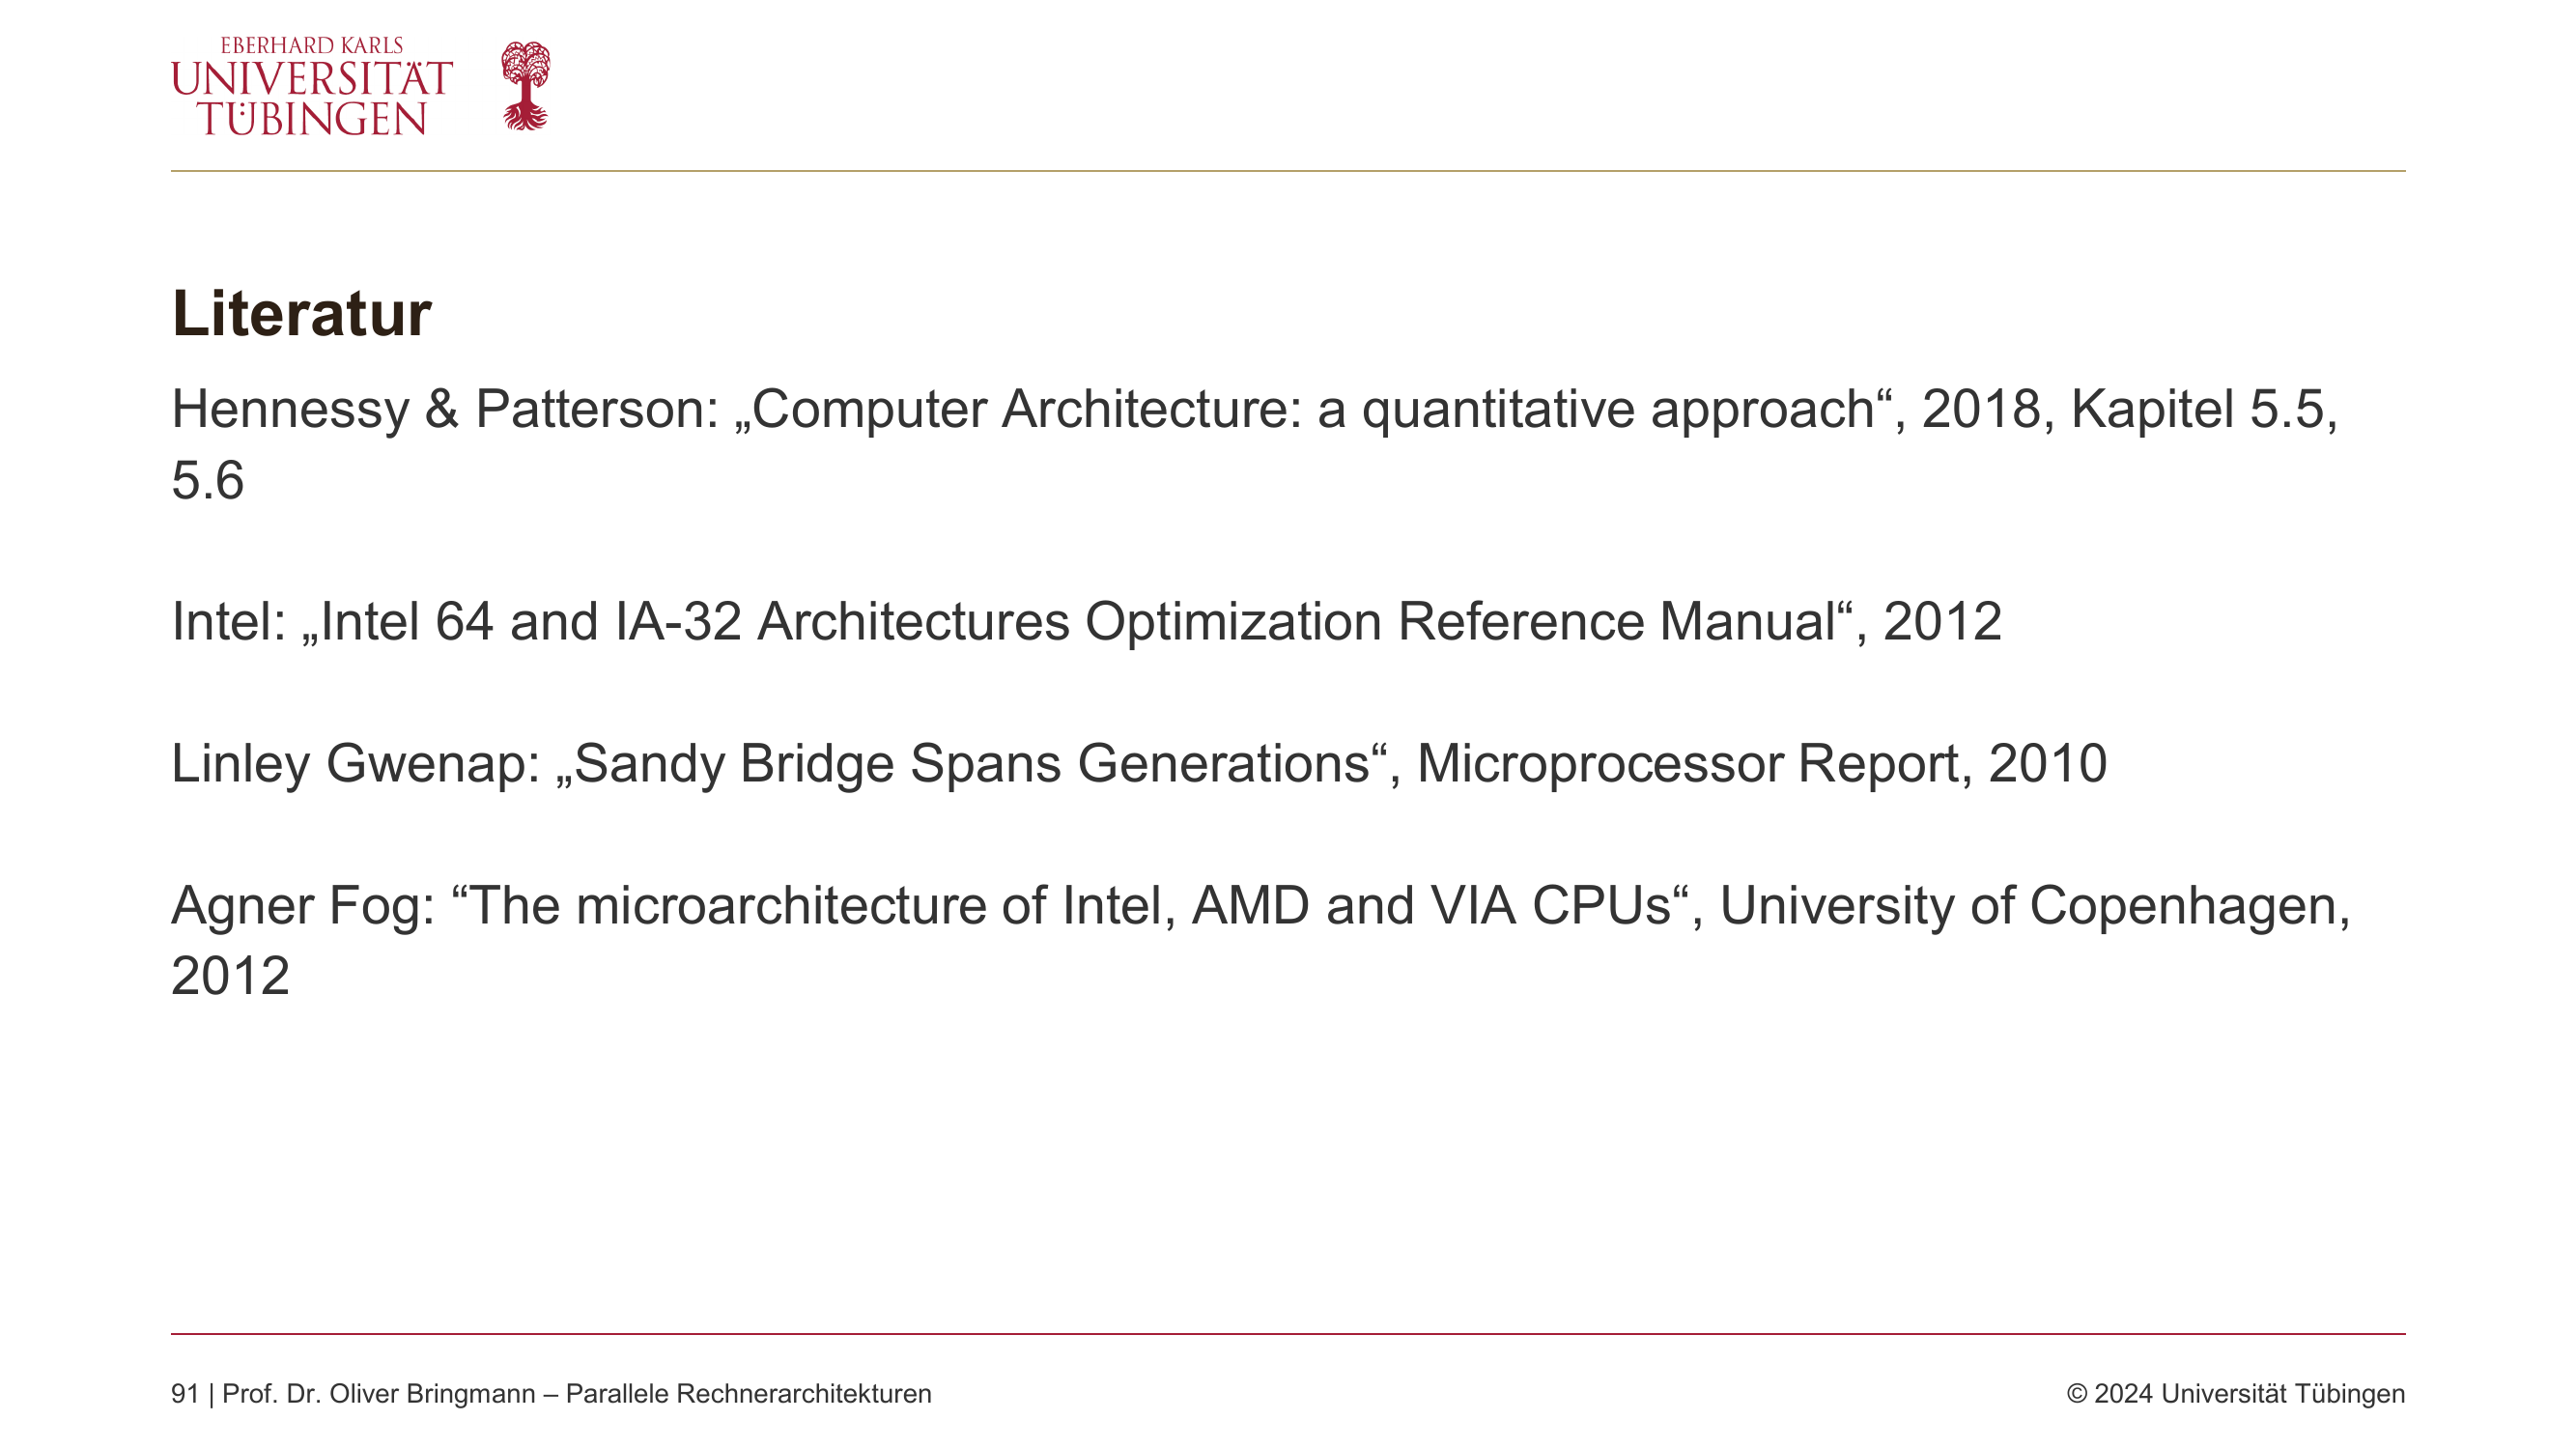 EBERHARD KARLS
UNIVERSITÄT
TÜBINGEN
Literatur
Hennessy & Patterson: „Computer Architecture: a quantitative approach“, 2018, Kapitel 5.5,
5.6
Intel: „Intel 64 and IA-32 Architectures Optimization Reference Manual“, 2012
Linley Gwenap: „Sandy Bridge Spans Generations“, Microprocessor Report, 2010
Agner Fog: “The microarchitecture of Intel, AMD and VIA CPUs“, University of Copenhagen,
2012
91 | Prof. Dr. Oliver Bringmann – Parallele Rechnerarchitekturen
© 2024 Universität Tübingen